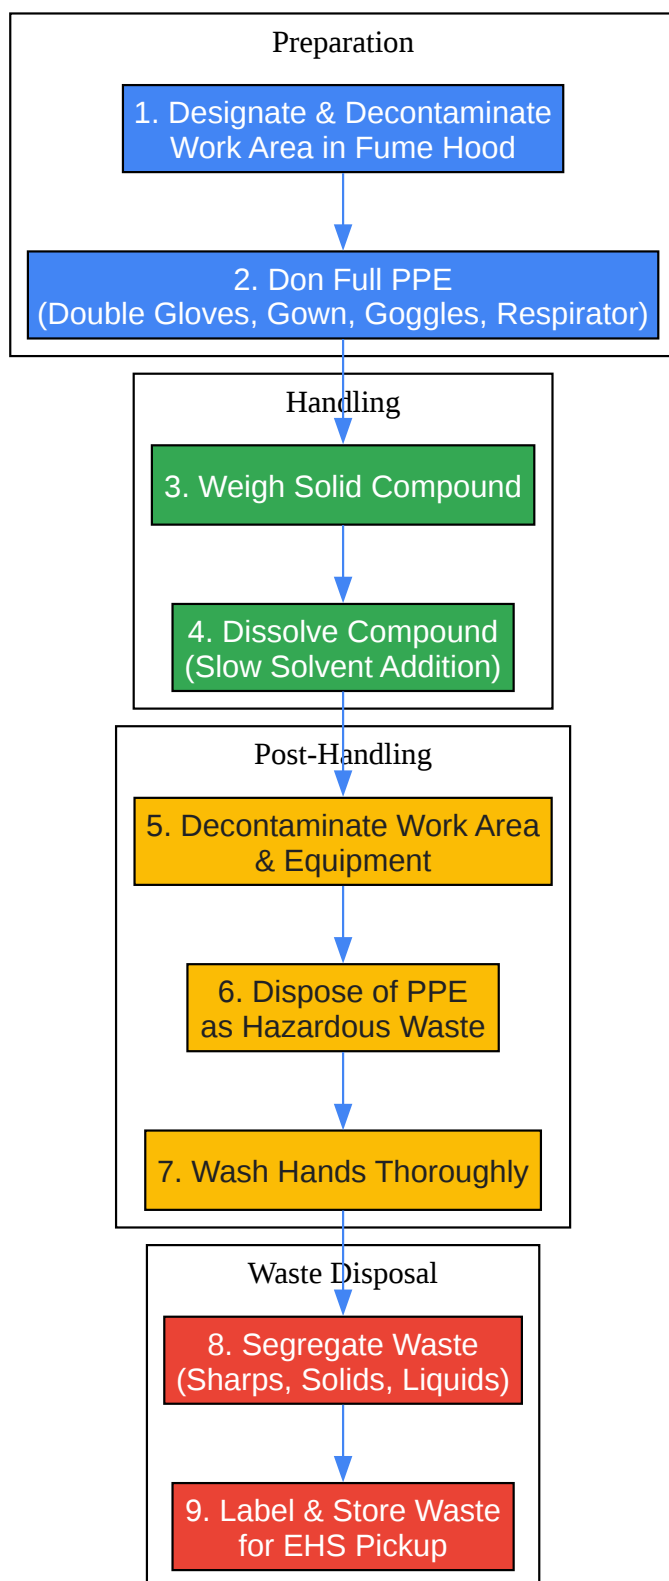 Preparation
1. Designate & Decontaminate
Work Area in Fume Hood
2. Don Full PPE
(Double Gloves, Gown, Goggles, Respirator)
Handling
3. Weigh Solid Compound
4. Dissolve Compound
(Slow Solvent Addition)
Post-Handling
5. Decontaminate Work Area
& Equipment
6. Dispose of PPE
as Hazardous Waste
7. Wash Hands Thoroughly
Waste Disposal
8. Segregate Waste
(Sharps, Solids, Liquids)
9. Label & Store Waste
for EHS Pickup